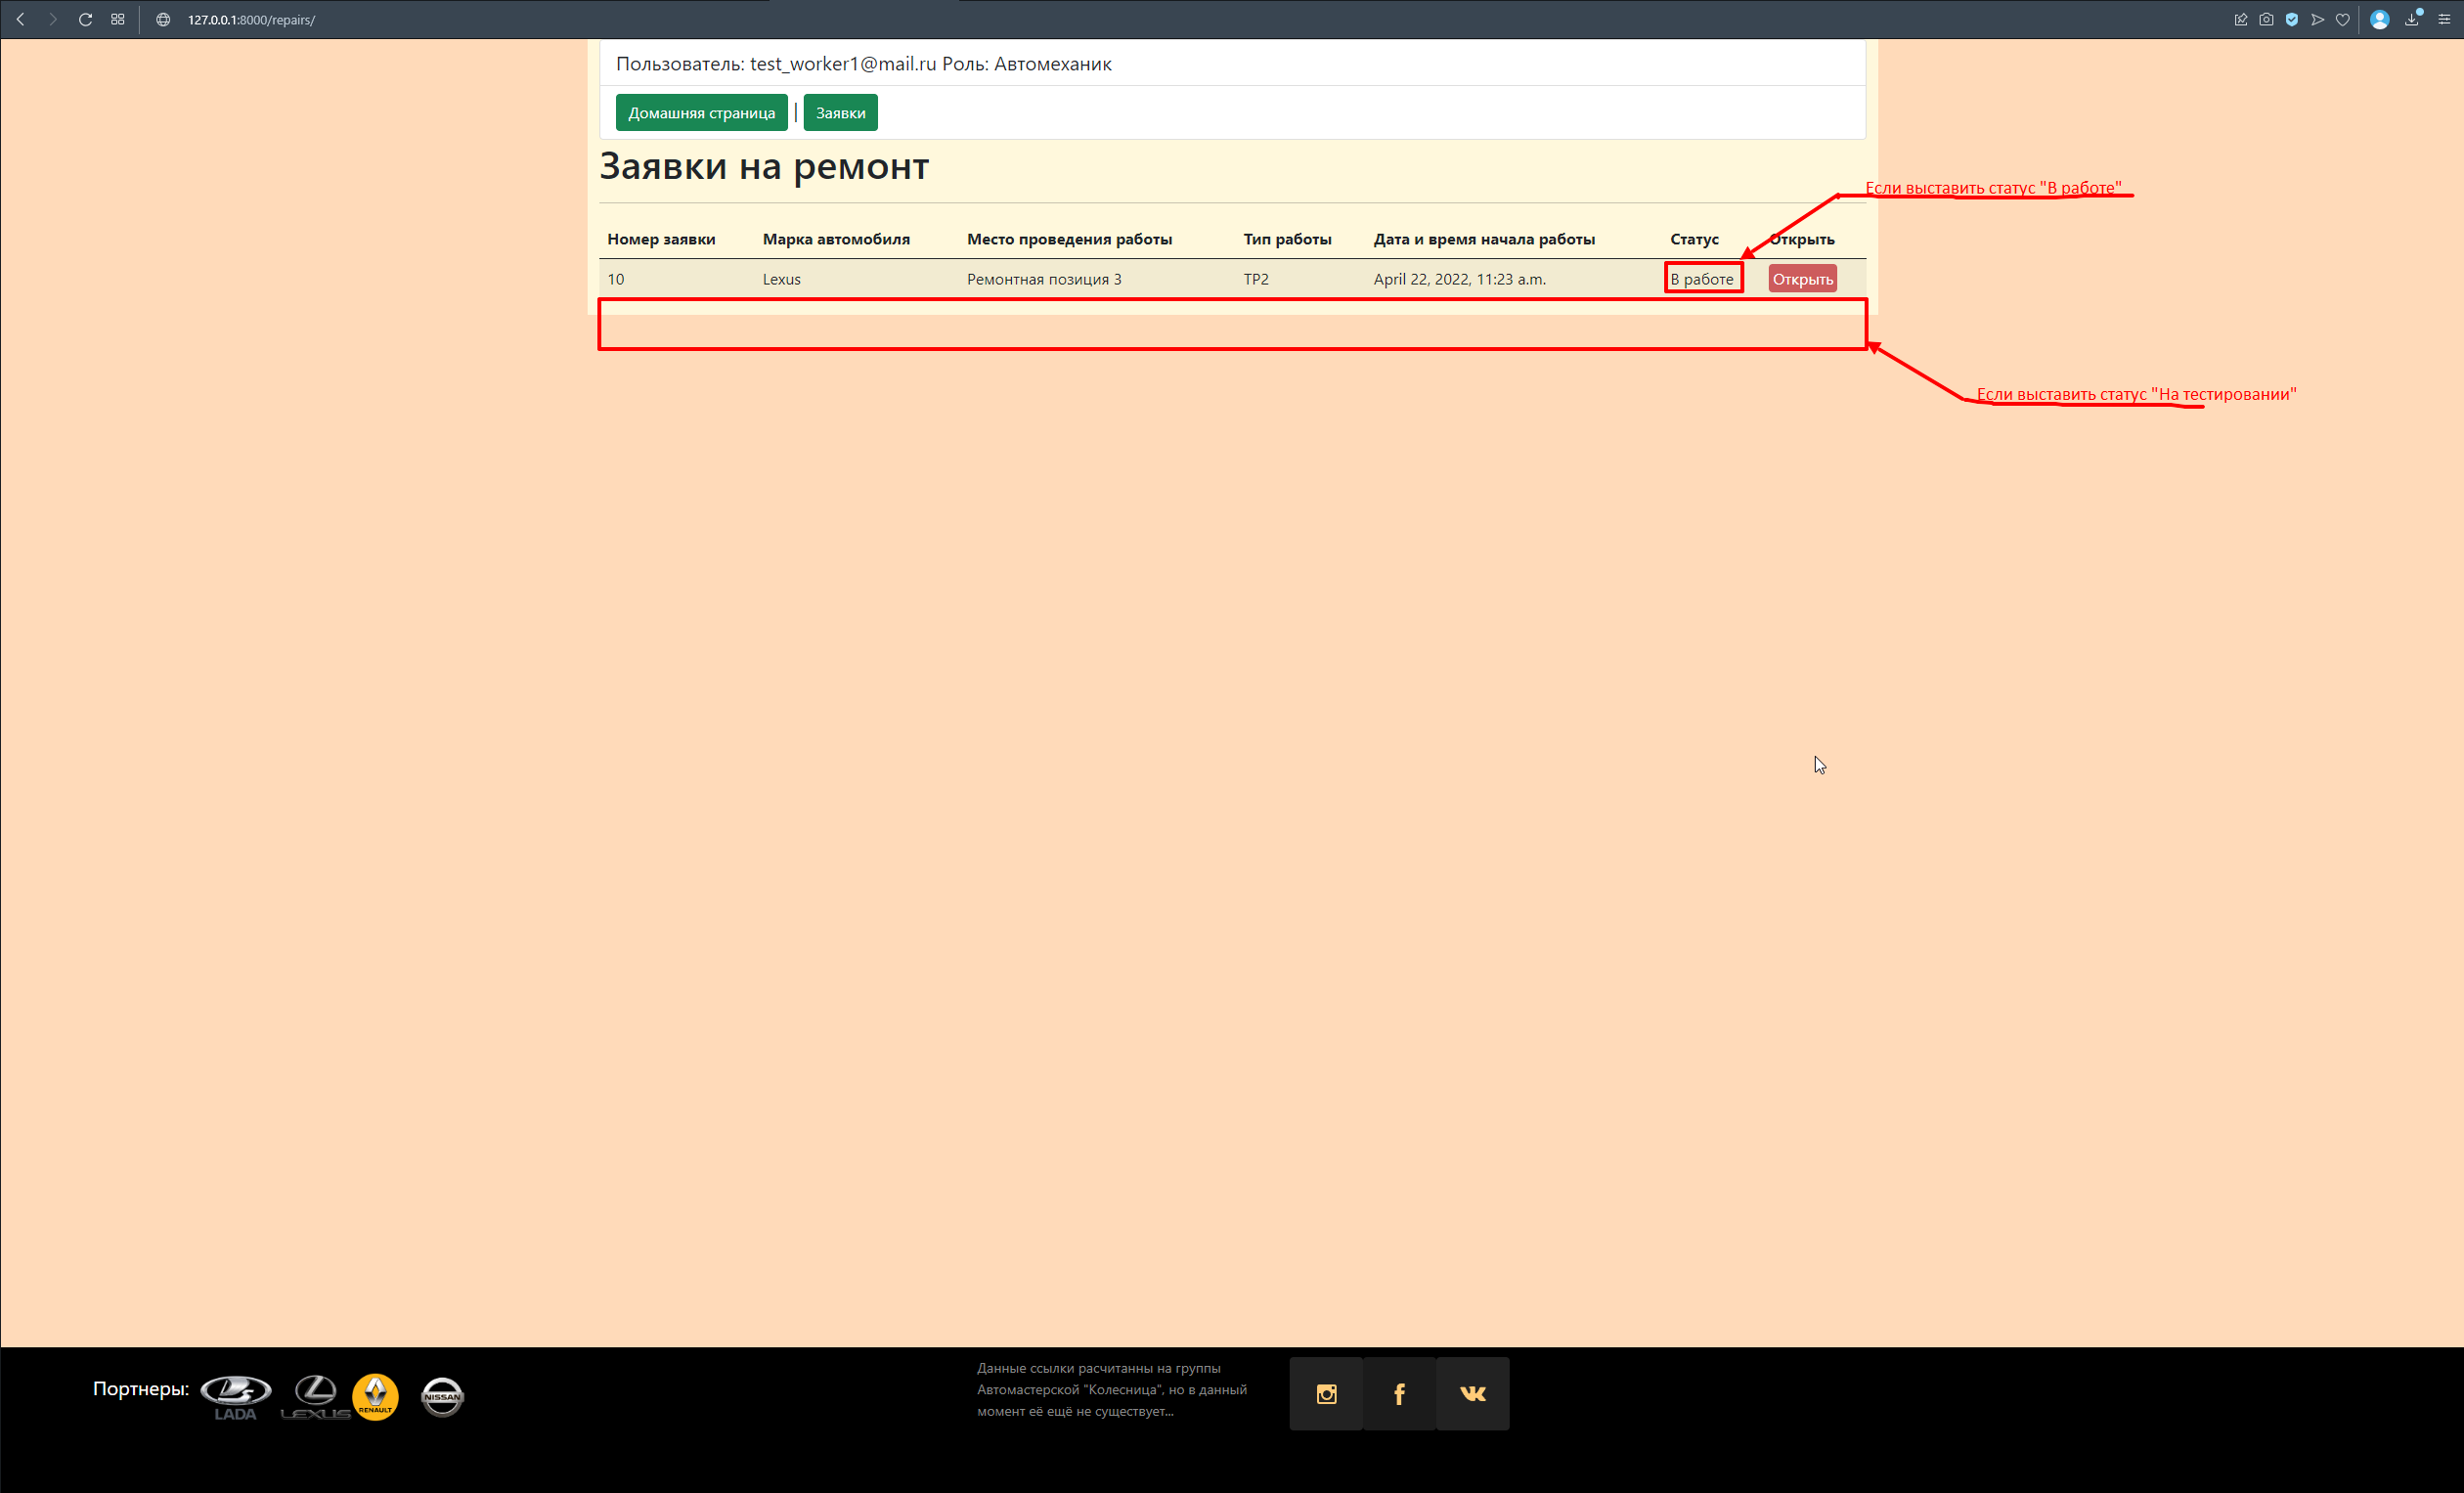 127.0.0.1:8000/repairs/
Пользователь: test_worker1@mail.ru Роль: Автомеханик
Домашняя страница | Заявки
Заявки на ремонт
Если выставить статус "В работе"
Номер заявки Марка автомобиля Место проведения работы Тип работы Дата и время начала работы Статус Открыть
10 Lexus Ремонтная позиция 3 ТР2 April 22, 2022, 11:23 a.m. В работе Открыть
Если выставить статус "На тестировании"
Партнеры:
LADA
LEXUS
RENAULT
NISSAN
Данные ссылки расчитанны на группы
Автомастерской "Колесница", но в данный
момент её ещё не существует...